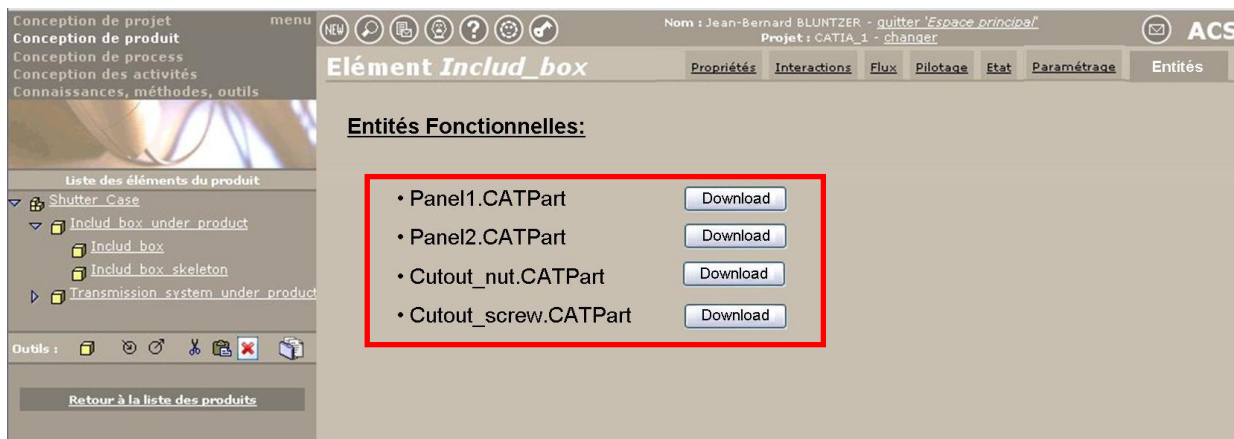 Conception de projet menu
Conception de produit
Conception de process
Conception des activités
Connaissances, méthodes, outils
NEW ?
Nom : Jean-Bernard BLUNTZER - quitter 'Espace principal'
Projet : CATIA_1 - changer
ACS
Elément Includ_box
Propriétés Interactions Flux Pilotage Etat Paramétrage Entités
Liste des éléments du produit
Shutter_Case
Includ_box_under_product
Includ_box
Includ_box_skeleton
Transmission_system_under_product
Outils :
Retour à la liste des produits
Entités Fonctionnelles:
• Panel1.CATPart Download
• Panel2.CATPart Download
• Cutout_nut.CATPart Download
• Cutout_screw.CATPart Download